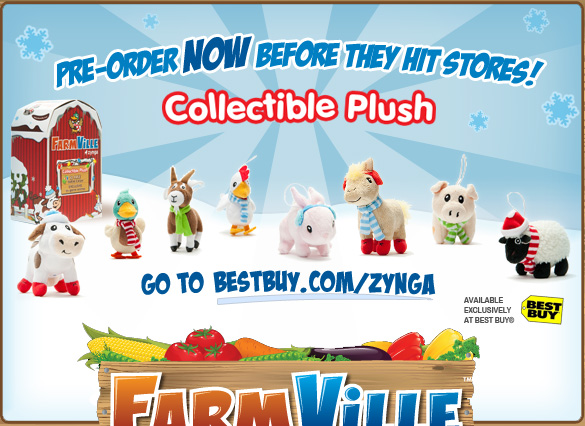 PRE-ORDER NOW BEFORE THEY HIT STORES!
Collectible Plush
FARMVILLE
zynga
GO TO BESTBUY.COM/ZYNGA
AVAILABLE
EXCLUSIVELY
AT BEST BUY®
BEST
BUY
FARMVILLE